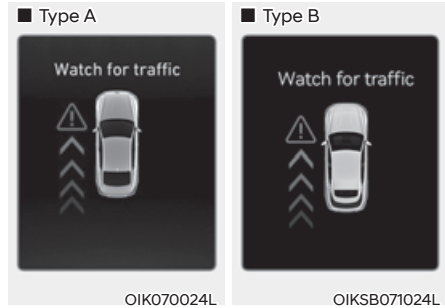 ■ Type A
Watch for traffic
OIK070024L
■ Type B
Watch for traffic
OIKSB071024L